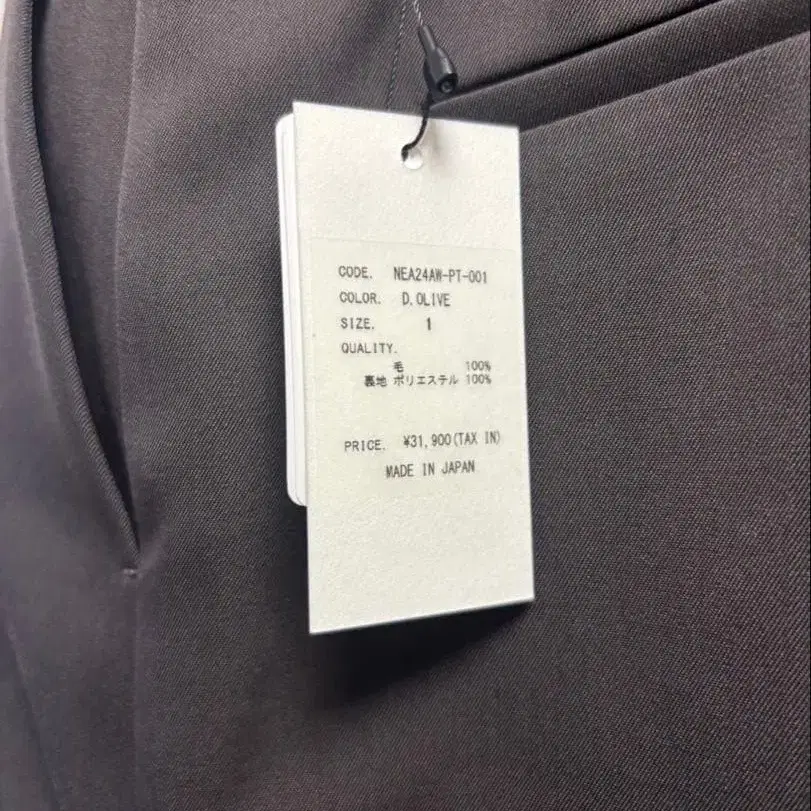 CODE. NEA24AW-PT-001
COLOR. D.OLIVE
SIZE. 1
QUALITY.
毛 100%
裏地 ポリエステル 100%
PRICE. ¥31,900(TAX IN)
MADE IN JAPAN